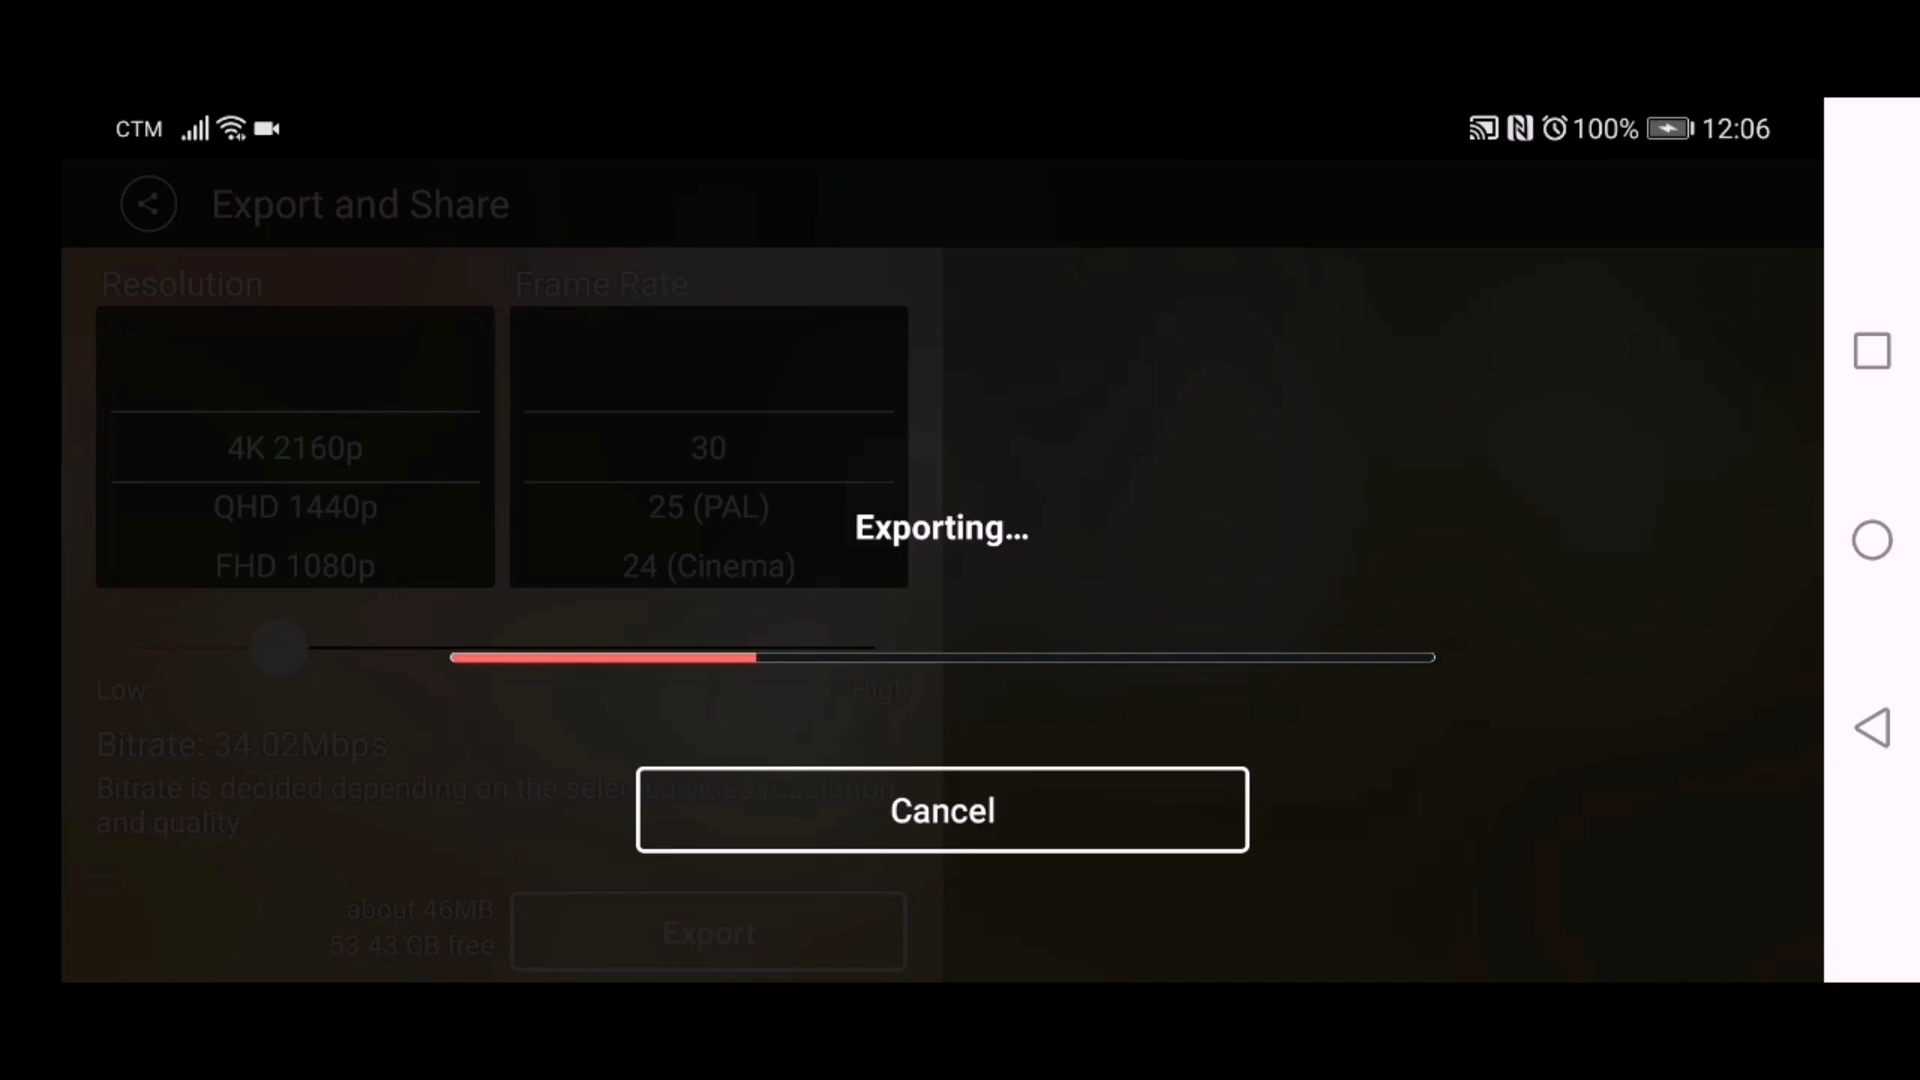 CTM
100% 12:06
Export and Share
Resolution
Frame Rate
4K 2160p
30
QHD 1440p
25 (PAL)
FHD 1080p
24 (Cinema)
Exporting...
Low
High
Bitrate: 34.02Mbps
Bitrate is decided depending on the selected video resolution
and quality.
Cancel
about 46MB
53.43 GB free
Export